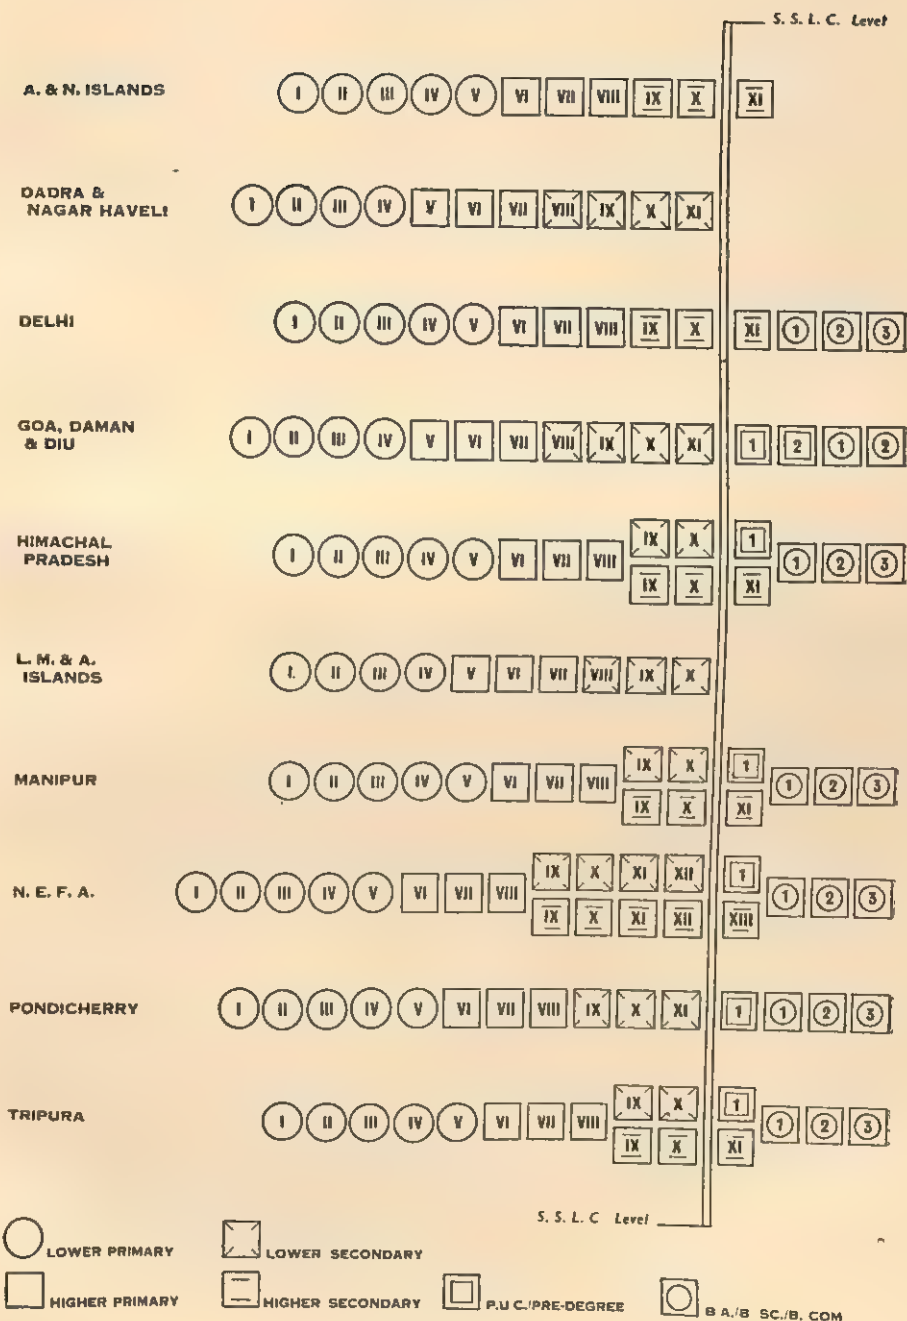 S. S. L. C. Level
A. & N. ISLANDS I II III IV V VI VII VIII IX X XI
DADRA &
NAGAR HAVELI I II III IV V VI VII VIII IX X XI
DELHI I II III IV V VI VII VIII IX X XI 1 2 3
GOA, DAMAN
& DIU I II III IV V VI VII VIII IX X XI 1 2 1 2
IX X 1
HIMACHAL
PRADESH I II III IV V VI VII VIII 1 2 3
IX X XI
L. M. & A.
ISLANDS I. II III IV V VI VII VIII IX X
IX X 1
MANIPUR I II III IV V VI VII VIII 1 2 3
IX X XI
IX X XI XII 1
N. E. F. A. I II III IV V VI VII VIII 1 2 3
IX X XI XII XIII
PONDICHERRY I II III IV V VI VII VIII IX X XI 1 1 2 3
IX X 1
TRIPURA I II III IV V VI VII VIII 1 2 3
IX X XI
S. S. L. C Level
LOWER PRIMARY LOWER SECONDARY
HIGHER PRIMARY HIGHER SECONDARY P.U C./PRE-DEGREE B A./B SC./B. COM